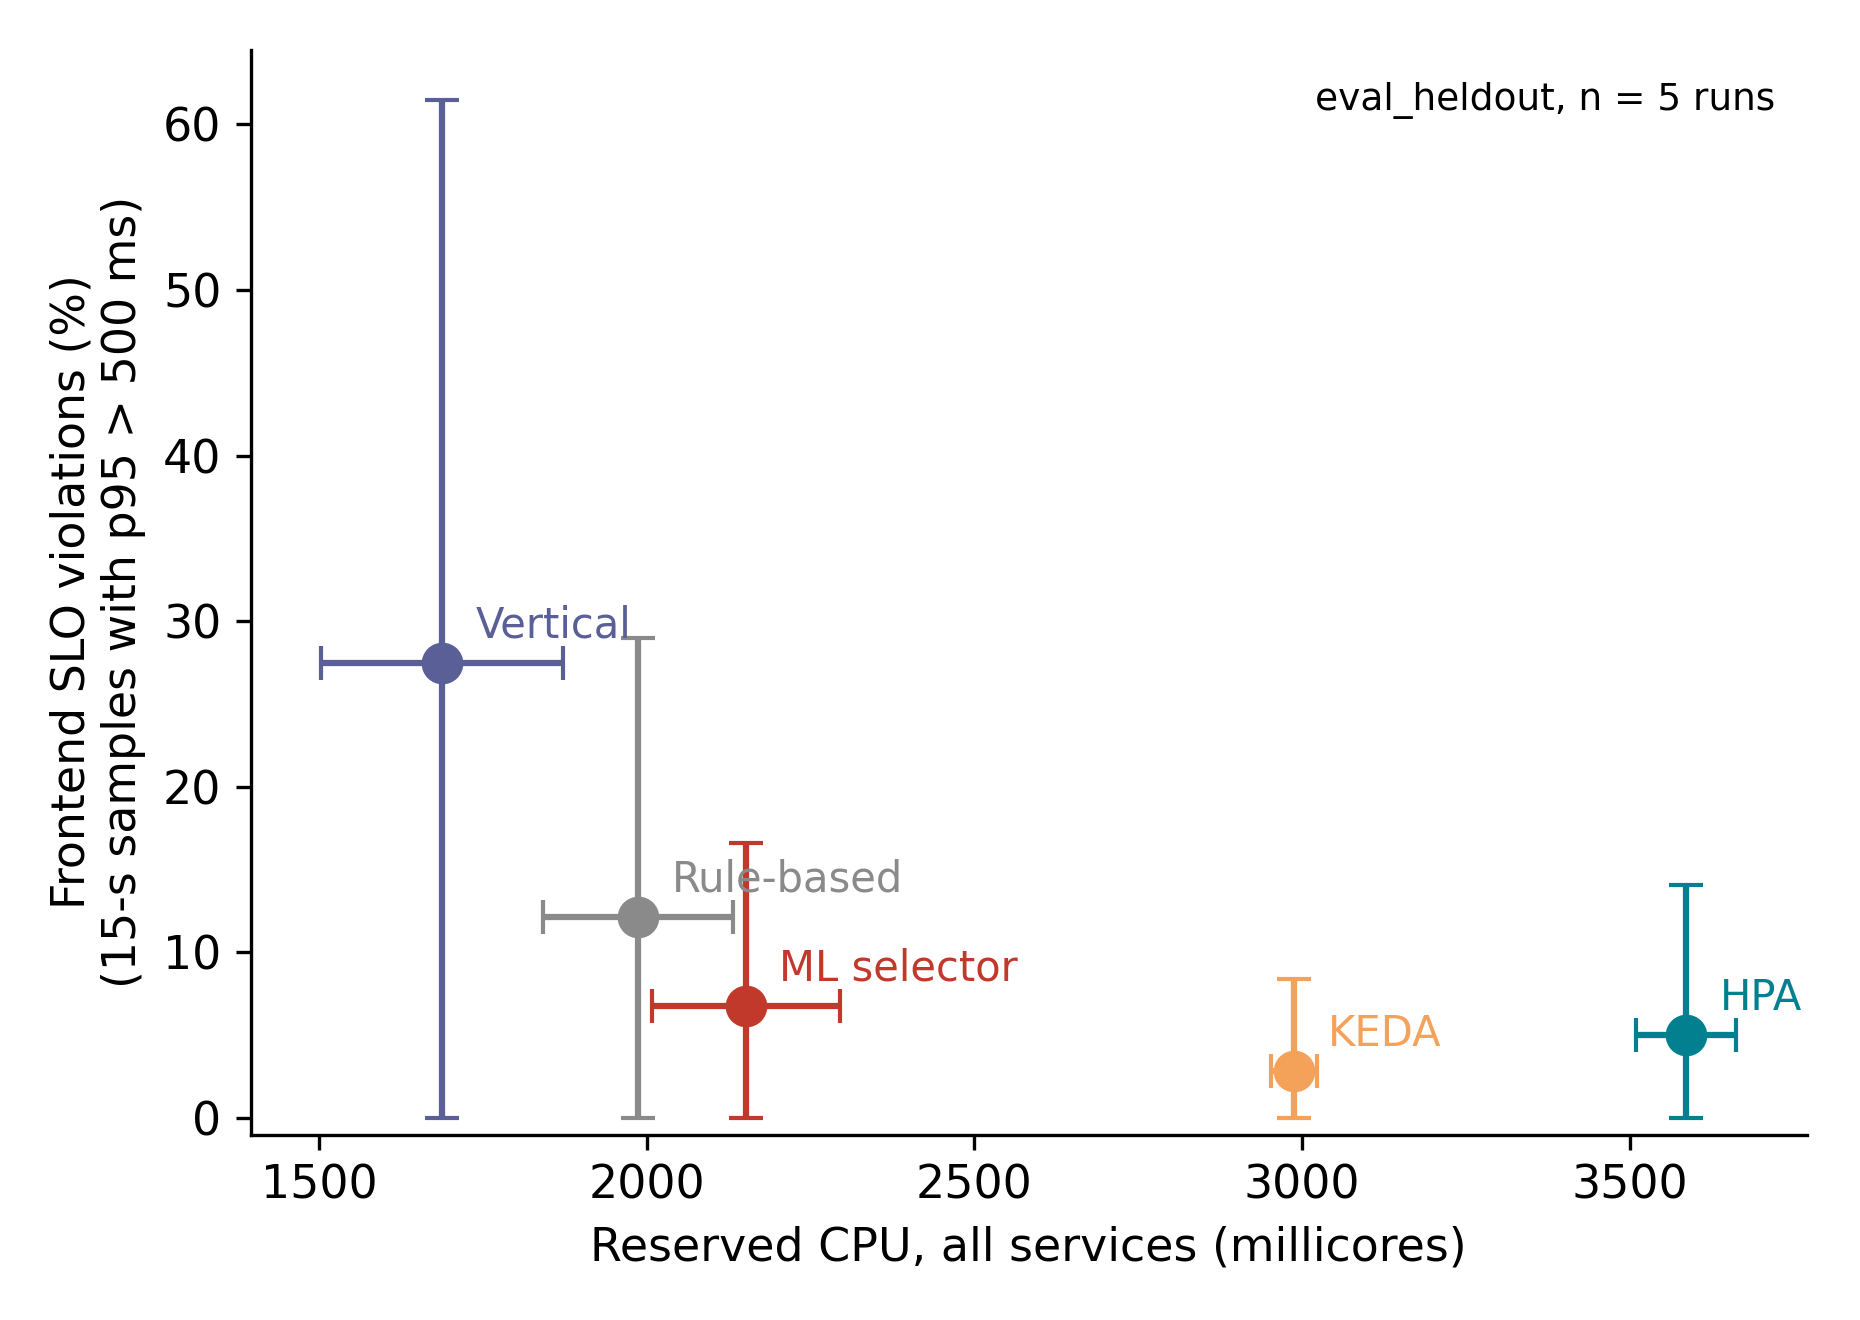 eval_heldout, n = 5 runs
Frontend SLO violations (%)
(15-s samples with p95 > 500 ms)
60
50
40
30
20
10
0
Vertical
Rule-based
ML selector
KEDA
HPA
1500
2000
2500
3000
3500
Reserved CPU, all services (millicores)